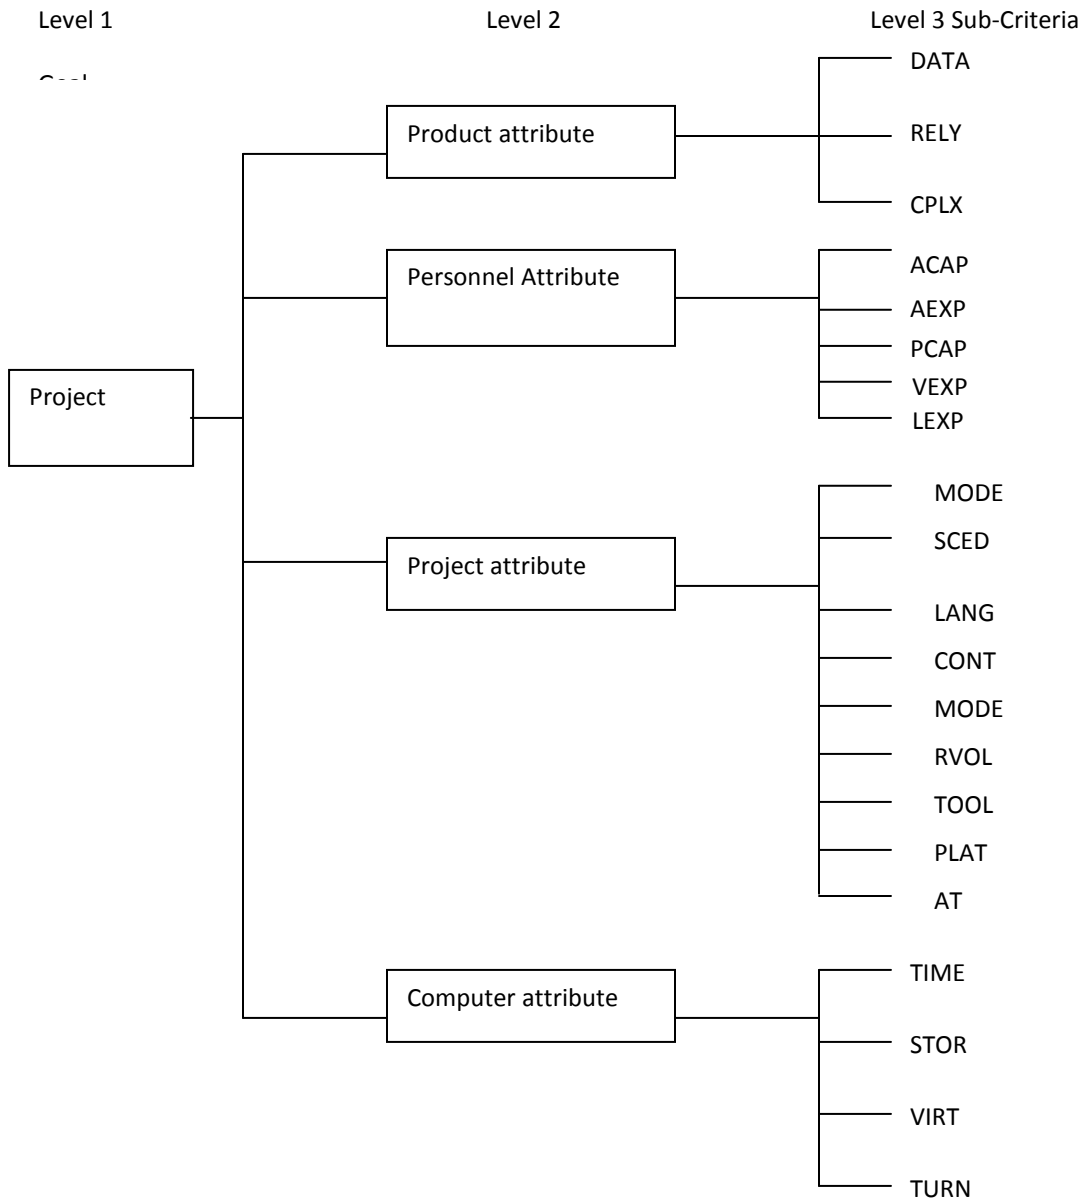 Level 1 Level 2 Level 3 Sub-Criteria
DATA
Product attribute
RELY
CPLX
Personnel Attribute
ACAP
AEXP
PCAP
VEXP
LEXP
Project
MODE
SCED
Project attribute
LANG
CONT
MODE
RVOL
TOOL
PLAT
AT
Computer attribute
TIME
STOR
VIRT
TURN